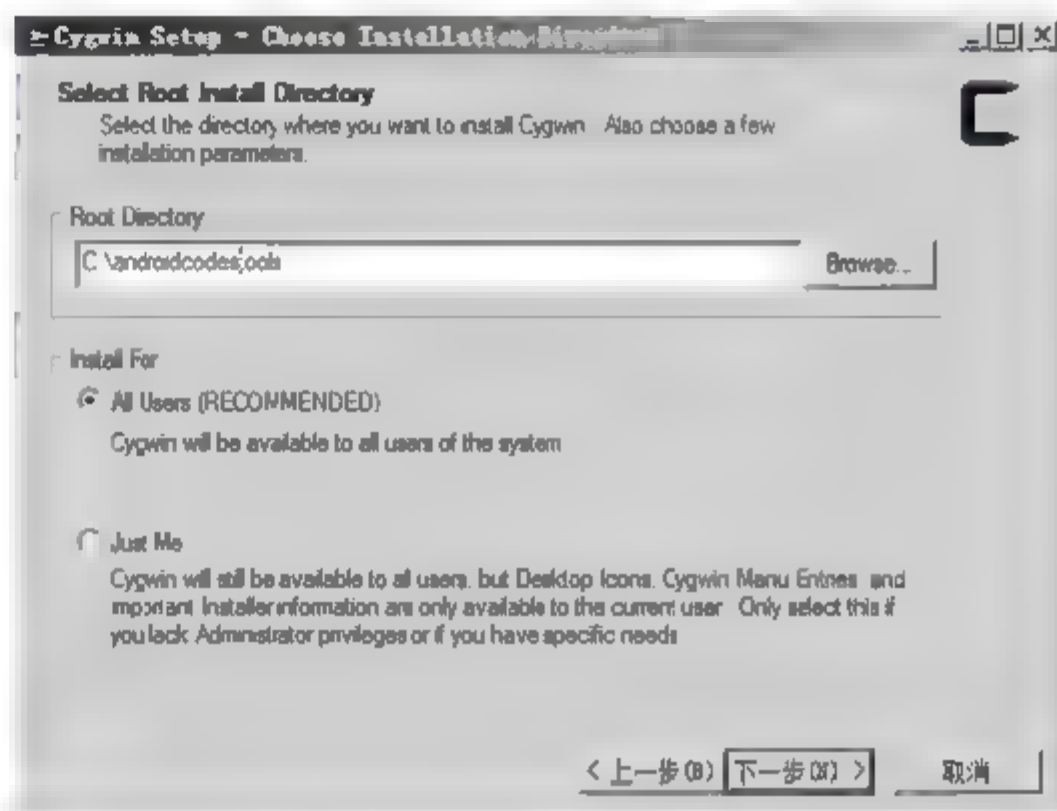 Cygwin Setup - Choose Installation
Select Root Install Directory
Select the directory where you want to install Cygwin Also choose a few
installation parameters.
Root Directory
Browse...
Install For
All Users (RECOMMENDED)
Cygwin will be available to all users of the system
Just Me
Cygwin will still be available to all users, but Desktop Icons, Cygwin Menu Entries, and
important Installer information are only available to the current user Only select this if
you lack Administrator privileges or if you have specific needs
< 上一步(B)
下一步(N) >
取消